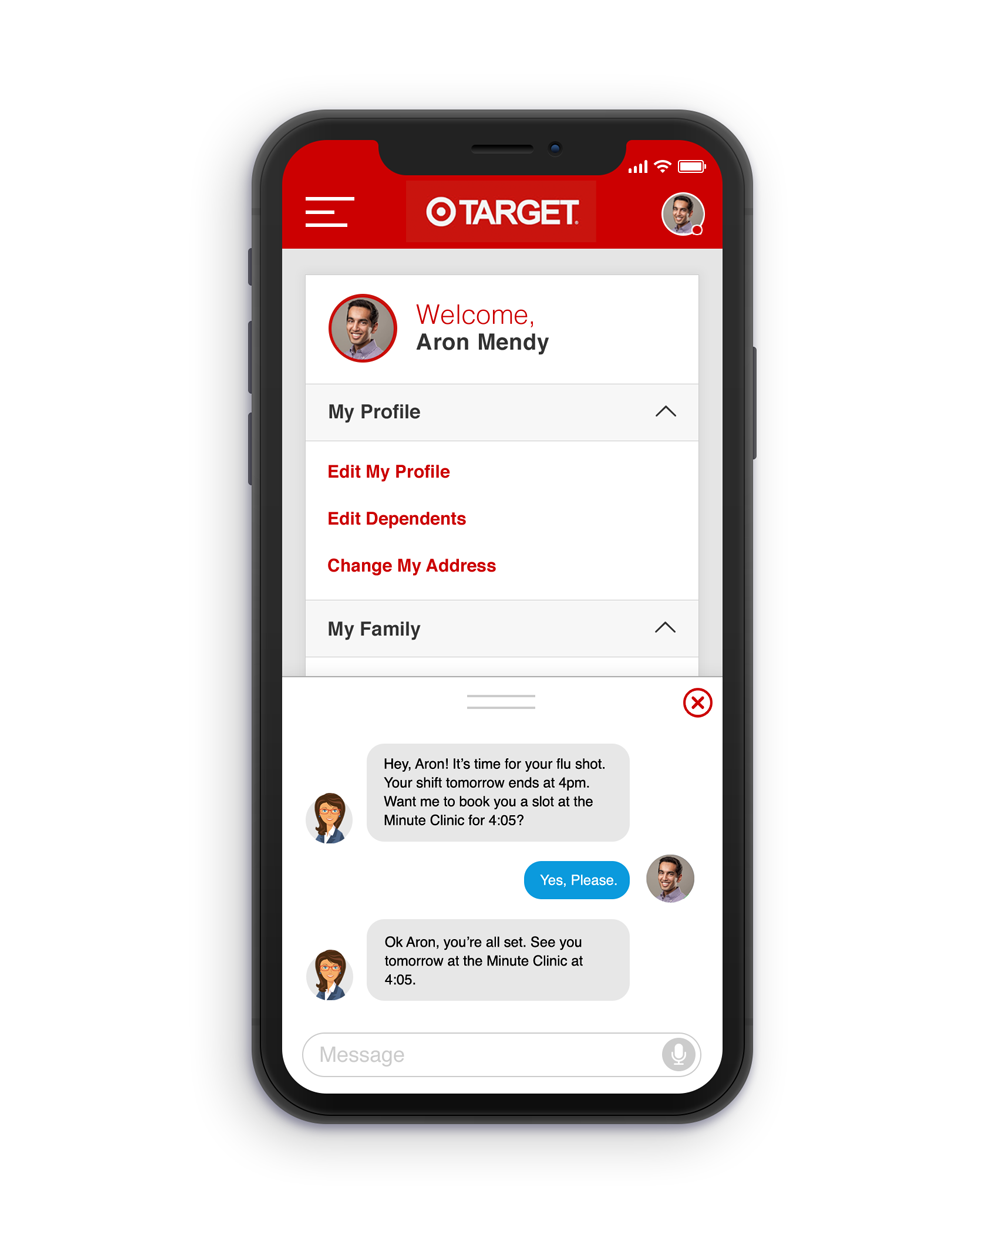 TARGET
Welcome,
Aron Mendy
My Profile
Edit My Profile
Edit Dependents
Change My Address
My Family
Hey, Aron! It’s time for your flu shot.
Your shift tomorrow ends at 4pm.
Want me to book you a slot at the
Minute Clinic for 4:05?
Yes, Please.
Ok Aron, you’re all set. See you
tomorrow at the Minute Clinic at
4:05.
Message